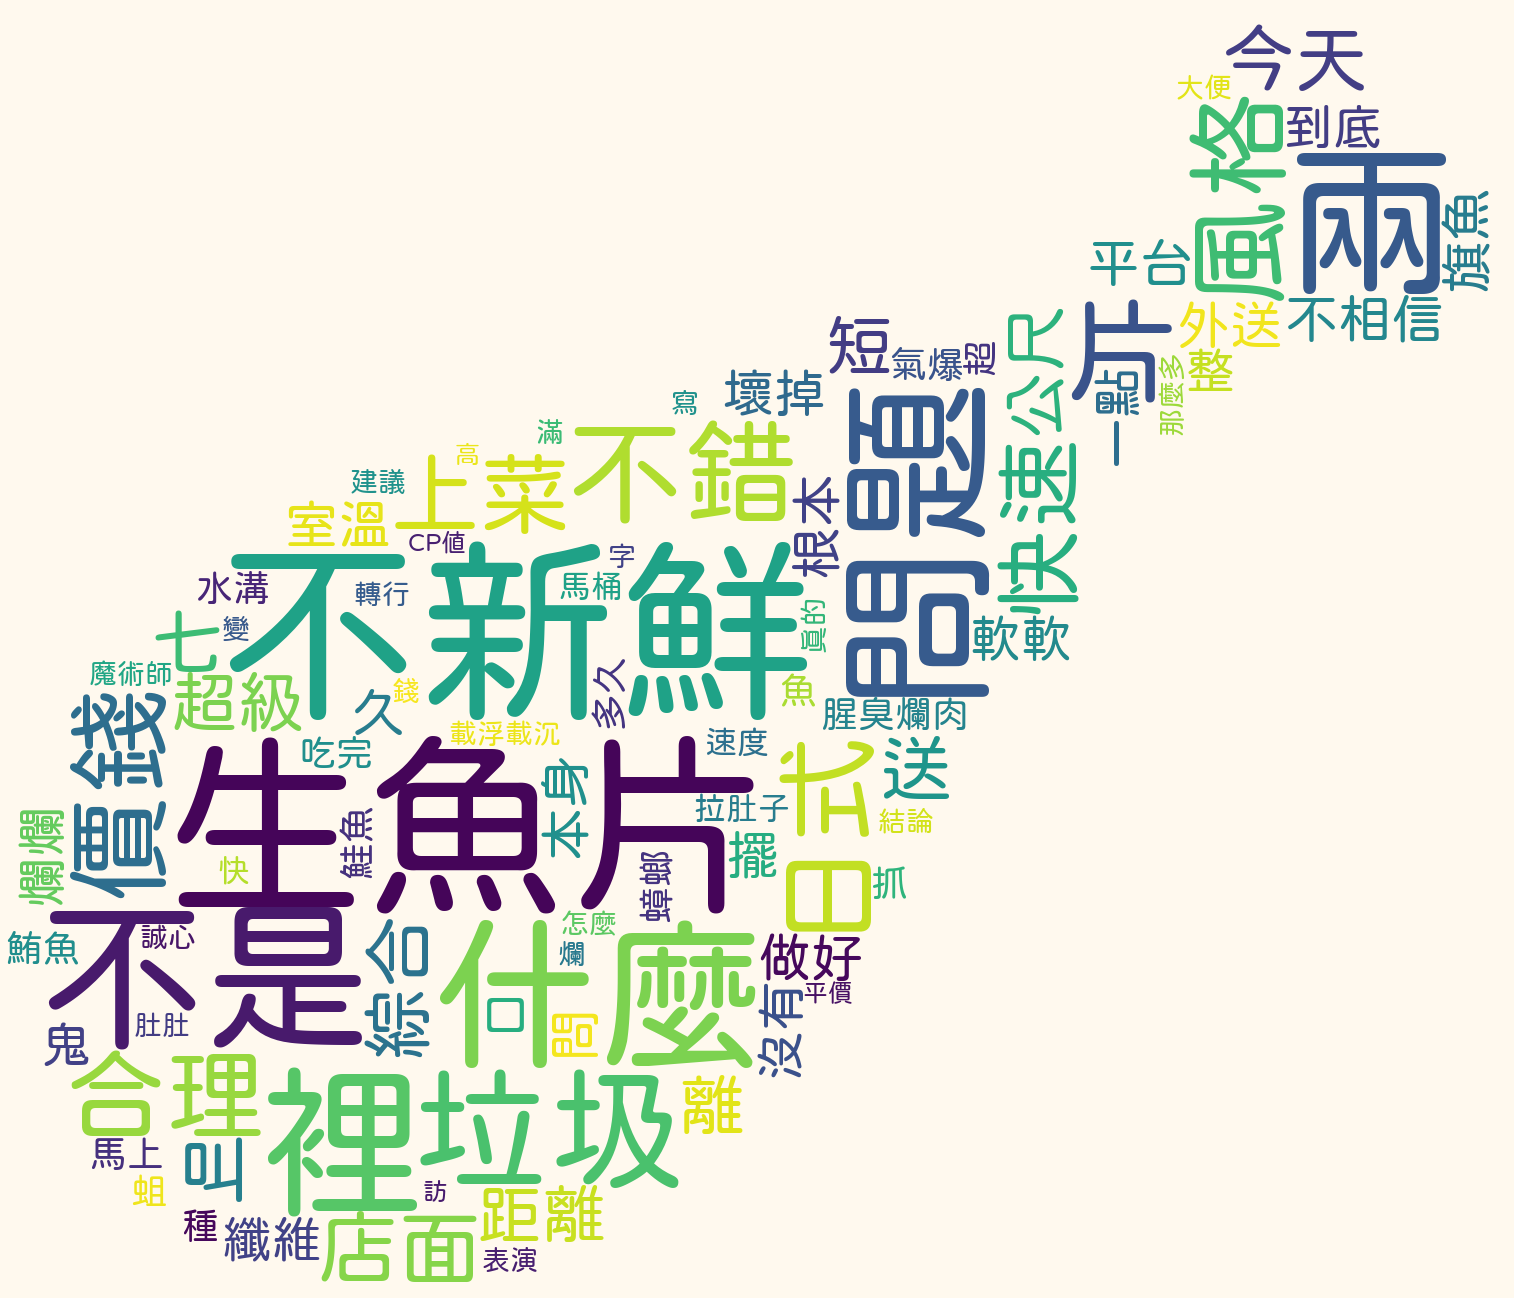 今天
大便
風格
到底
兩
旗魚
平台
外送
不相信
整
那麼多
片
一點
短
氣爆
超
快速公尺
壞掉
寫
問題
根本
滿
不錯
高
上菜
建議
室溫
CP値
不新鮮
字
馬桶
水溝
轉行
七
變
真的
軟軟
魔術師
超級
久
錢
多久
魚
腥臭爛肉
載浮載沉
速度
吃完
價錢
生魚片
本身
日式
送
拉肚子
結論
爛爛
鮭魚
快
擺
蟑螂
抓
不是
誠心
鮪魚
綜合
什麼
怎麼
爛
口
問
做好
平價
沒有
肚肚
鬼
合理
裡
垃圾
離
馬上
叫
蛆
訪
種
纖維
店面
距離
表演